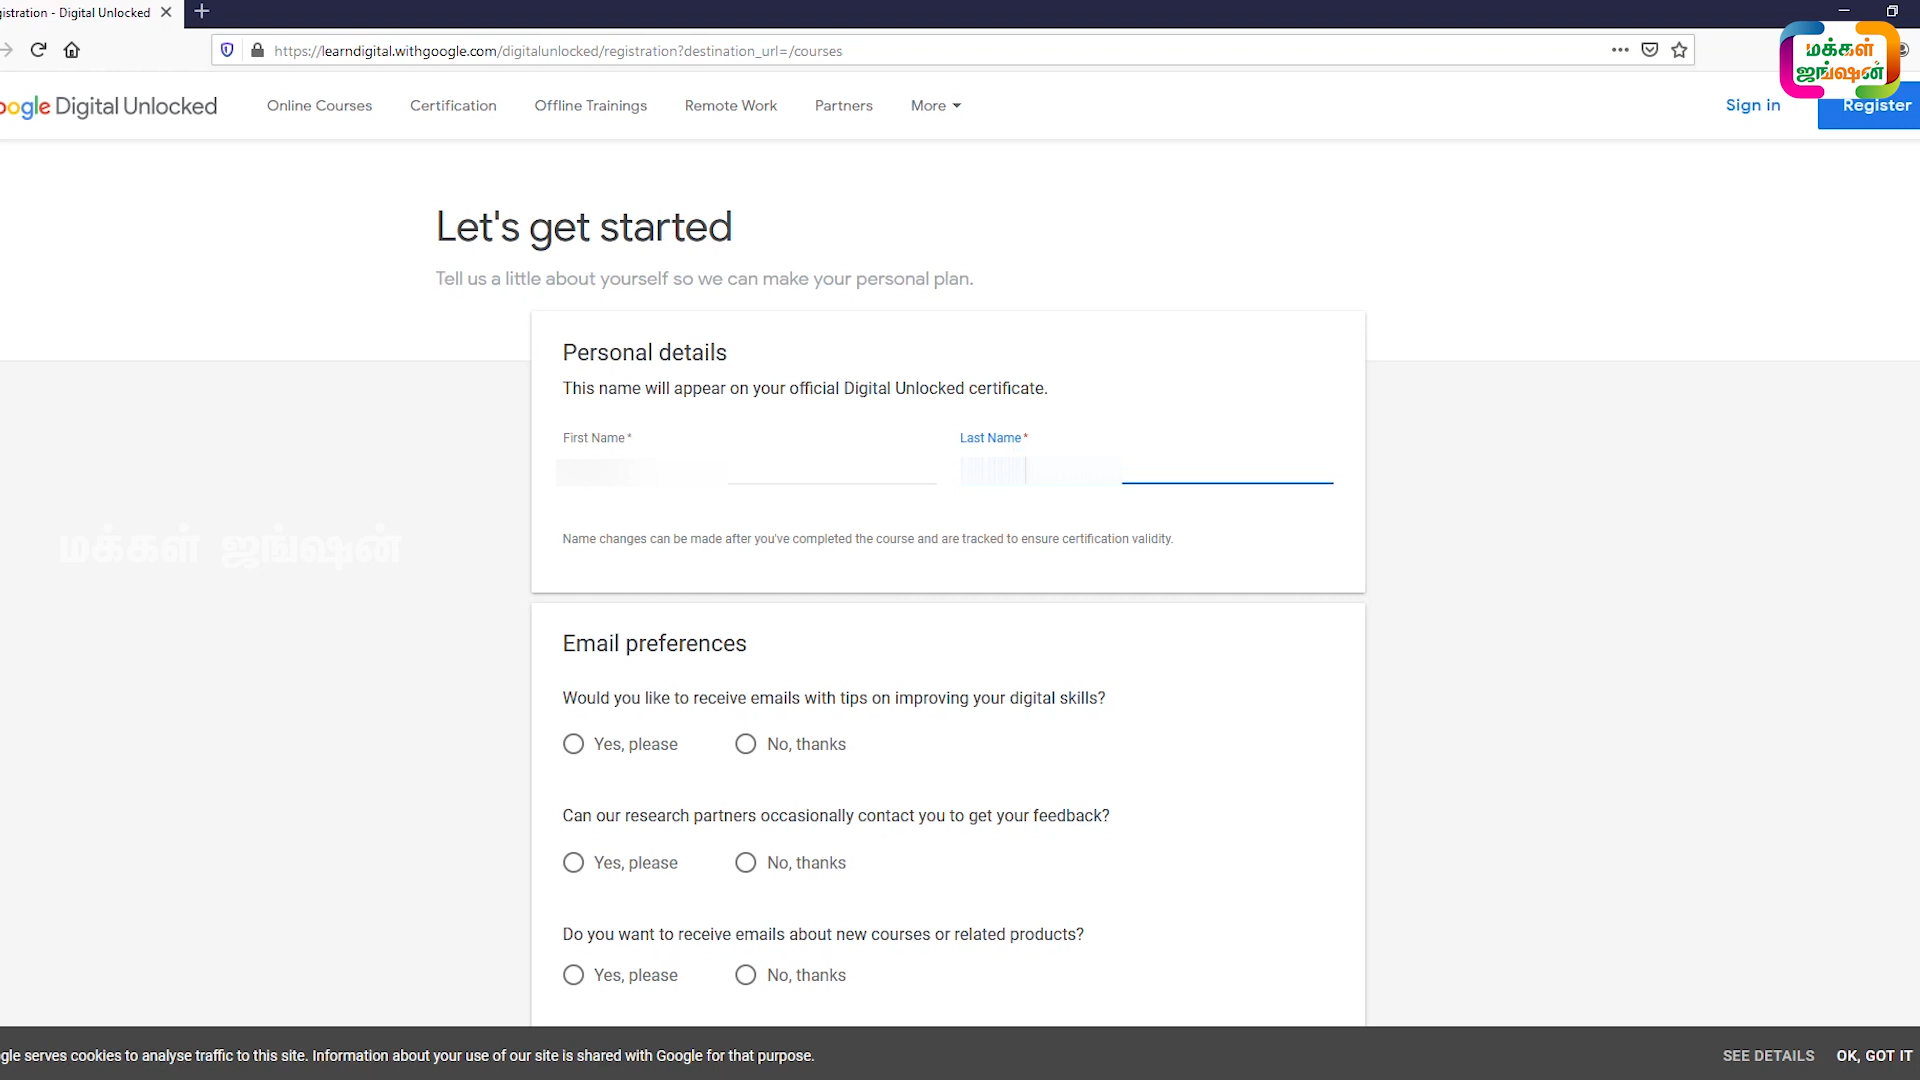 gistration - Digital Unlocked
https://learndigital.withgoogle.com/digitalunlocked/registration?destination_url=/courses
மக்கள்
ஜங்ஷன்
oogle Digital Unlocked
Online Courses
Certification
Offline Trainings
Remote Work
Partners
More
Sign in
Register
Let's get started
Tell us a little about yourself so we can make your personal plan.
Personal details
This name will appear on your official Digital Unlocked certificate.
First Name*
Last Name*
Name changes can be made after you've completed the course and are tracked to ensure certification validity.
மக்கள் ஜங்ஷன்
Email preferences
Would you like to receive emails with tips on improving your digital skills?
Yes, please
No, thanks
Can our research partners occasionally contact you to get your feedback?
Yes, please
No, thanks
Do you want to receive emails about new courses or related products?
Yes, please
No, thanks
gle serves cookies to analyse traffic to this site. Information about your use of our site is shared with Google for that purpose.
SEE DETAILS
OK, GOT IT